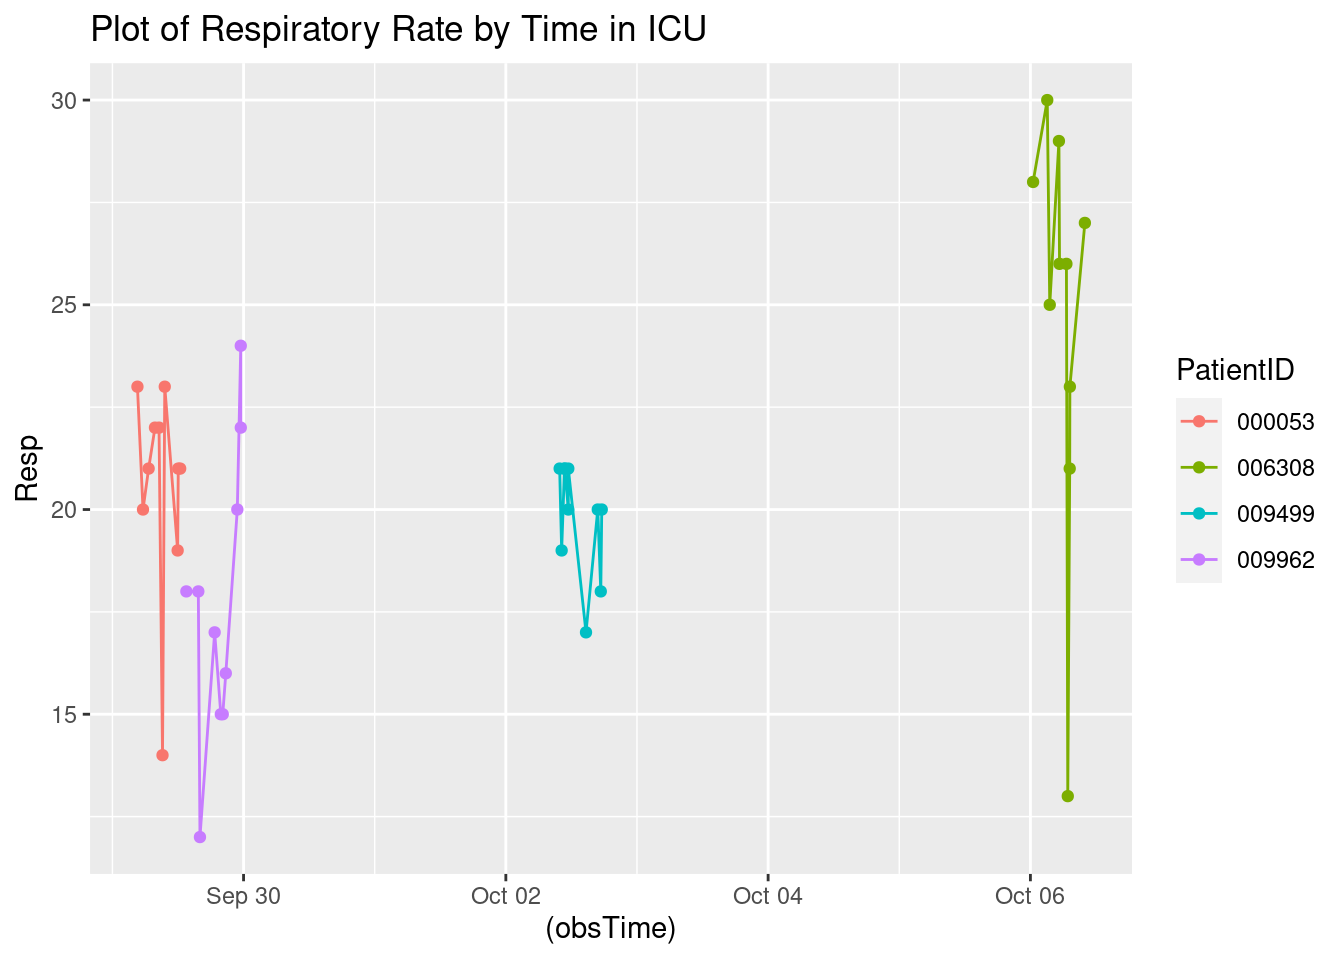 Plot of Respiratory Rate by Time in ICU
30
25
20
15
Resp
Sep 30
Oct 02
Oct 04
Oct 06
(obsTime)
PatientID
000053
006308
009499
009962